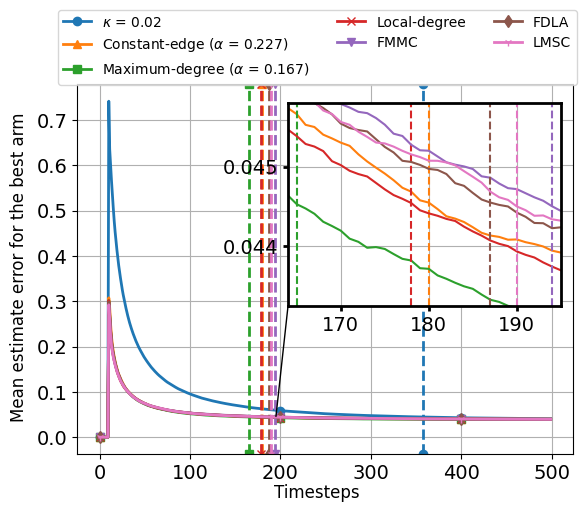 κ = 0.02
Constant-edge (α = 0.227)
Maximum-degree (α = 0.167)
Local-degree
FMMC
FDLA
LMSC
Mean estimate error for the best arm
0.7
0.6
0.5
0.4
0.3
0.2
0.1
0.0
0.045
0.044
170 180 190
0 100 200 300 400 500
Timesteps